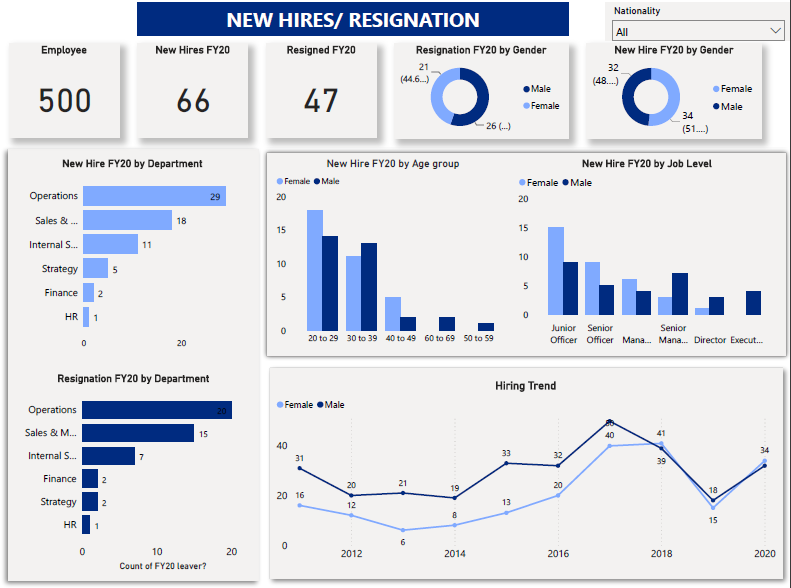 NEW HIRES/ RESIGNATION
Nationality
All
Employee
500
New Hires FY20
66
Resigned FY20
47
Resignation FY20 by Gender
21
(44.6...)
26 (...)
Male
Female
New Hire FY20 by Gender
32
(48....)
34
(51....)
Female
Male
New Hire FY20 by Department
Operations 29
Sales & ... 18
Internal S... 11
Strategy 5
Finance 2
HR 1
0 20
New Hire FY20 by Age group
Female Male
20
15
10
5
0
20 to 29 30 to 39 40 to 49 60 to 69 50 to 59
New Hire FY20 by Job Level
Female Male
20
15
10
5
0
Junior Officer
Senior Officer
Mana...
Senior Mana...
Director
Execut...
Resignation FY20 by Department
Operations 20
Sales & M... 15
Internal S... 7
Finance 2
Strategy 2
HR 1
0 10 20
Count of FY20 leaver?
Hiring Trend
Female Male
40
20
0
31 20 21 19 33 32 50 39 18
16 12 6 8 13 20 40 41 15 34
2012 2014 2016 2018 2020